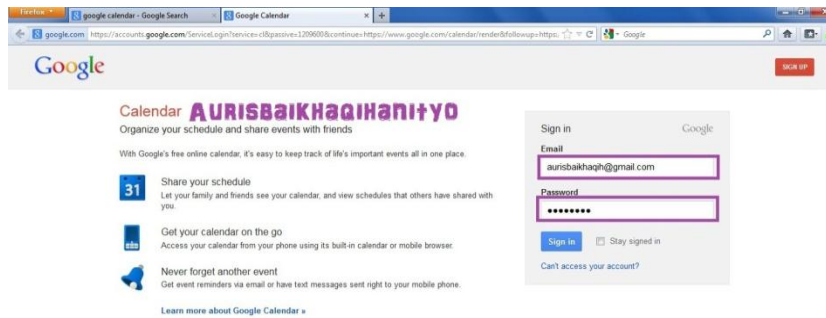 Firefox
google calendar - Google Search
Google Calendar
google.com https://accounts.google.com/ServiceLogin?service=cl&passive=1209600&continue=https://www.google.com/calendar/render&followup=https:
Google
Google
SIGN UP
Calendar AURISBAIKHAQIHANITYO
Organize your schedule and share events with friends
With Google's free online calendar, it's easy to keep track of life's important events all in one place.
31
Share your schedule
Let your family and friends see your calendar, and view schedules that others have shared with
you.
Get your calendar on the go
Access your calendar from your phone using its built-in calendar or mobile browser.
Never forget another event
Get event reminders via email or have text messages sent right to your mobile phone.
Learn more about Google Calendar »
Sign in Google
Email
aurisbaikhaqih@gmail.com
Password
••••••••
Sign in Stay signed in
Can't access your account?